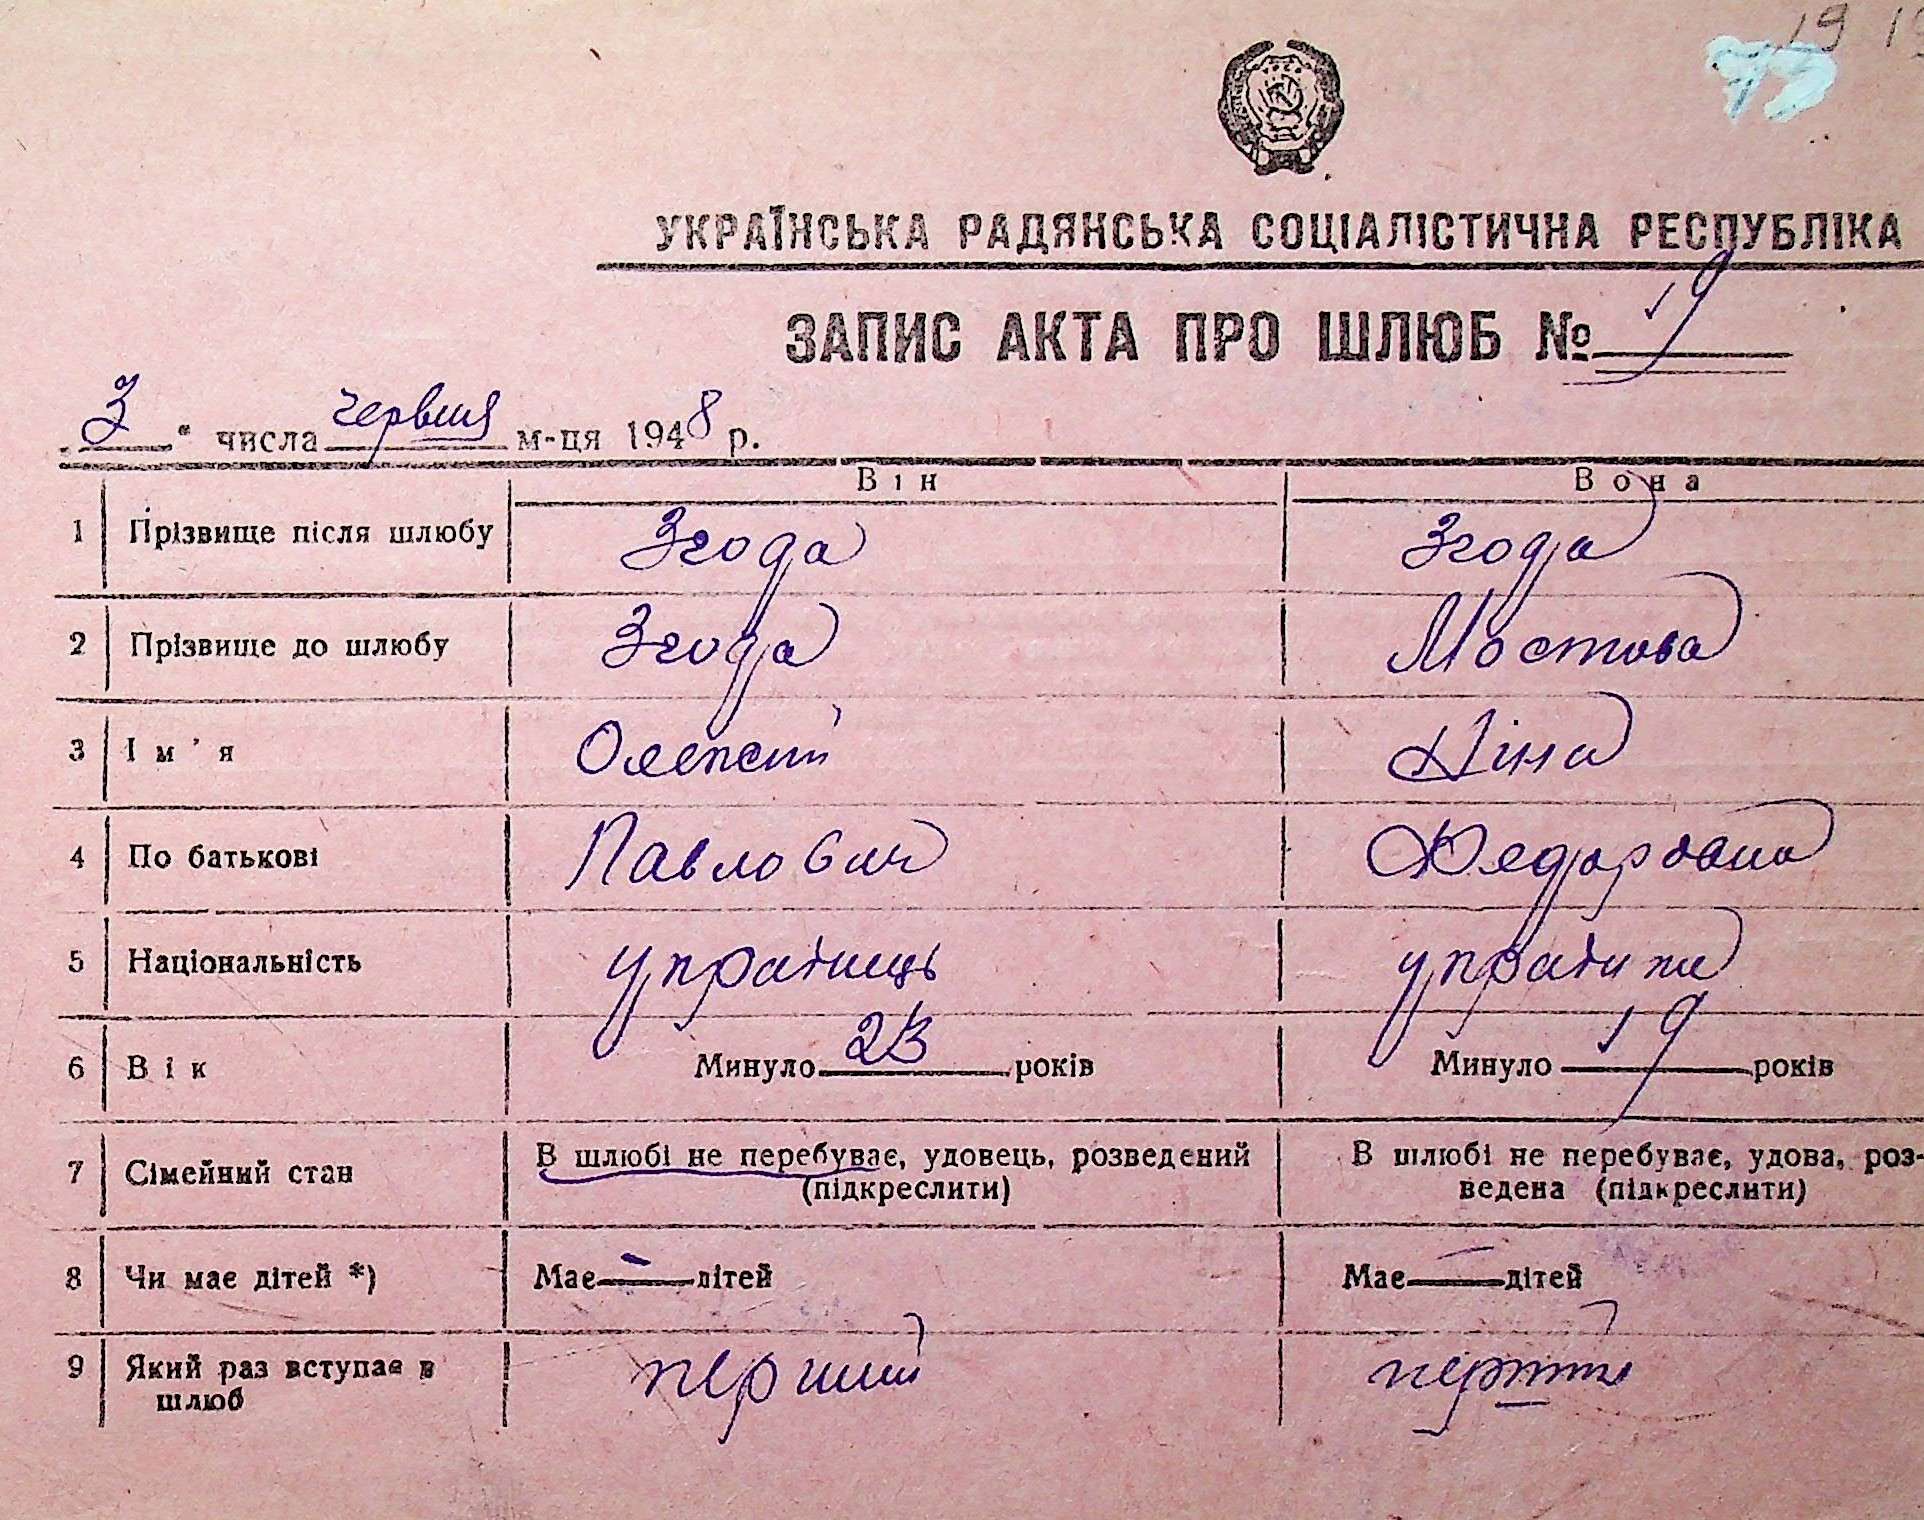 19 19
УКРАЇНСЬКА РАДЯНСЬКА СОЦІАЛІСТИЧНА РЕСПУБЛІКА
ЗАПИС АКТА ПРО ШЛЮБ № 19
„3“ числа червня м-ця 1948 р.
Він Вона
1 Прізвище після шлюбу Згода Згода
2 Прізвище до шлюбу Згода Мостова
3 Ім'я Олексій Ніна
4 По батькові Павлович Федоровна
5 Національність українець українка
6 Вік Минуло 23 років Минуло 19 років
7 Сімейний стан В шлюбі не перебуває, удовець, розведений В шлюбі не перебуває, удова, роз-
(підкреслити) ведена (підкреслити)
8 Чи має дітей *) Має — дітей Має — дітей
9 Який раз вступає в перший
шлюб